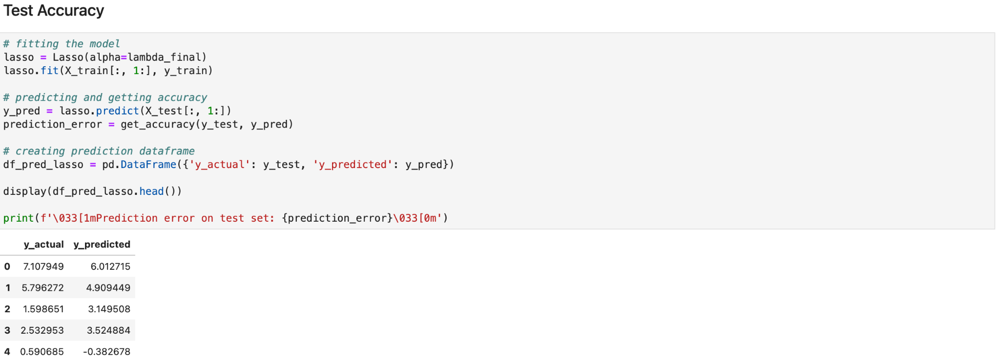 Test Accuracy
# fitting the model
lasso = Lasso(alpha=lambda_final)
lasso.fit(X_train[:, 1:], y_train)
# predicting and getting accuracy
y_pred = lasso.predict(X_test[:, 1:])
prediction_error = get_accuracy(y_test, y_pred)
# creating prediction dataframe
df_pred_lasso = pd.DataFrame({'y_actual': y_test, 'y_predicted': y_pred})
display(df_pred_lasso.head())
print(f'\033[1mPrediction error on test set: {prediction_error}\033[0m')
y_actual y_predicted
0 7.107949 6.012715
1 5.796272 4.909449
2 1.598651 3.149508
3 2.532953 3.524884
4 0.590685 -0.382678